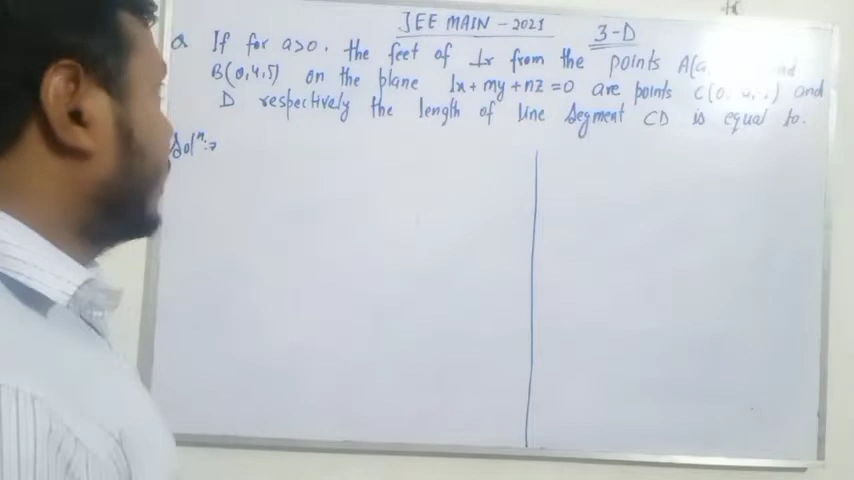 JEE MAIN - 2021
3-D
Q If for a>0. the feet of ⊥r from the points A(a,
B(0,4,5) on the plane lx+my+nz=0 are points C(0, and
D respectively the length of line segment CD is equal to.
Solⁿ:→